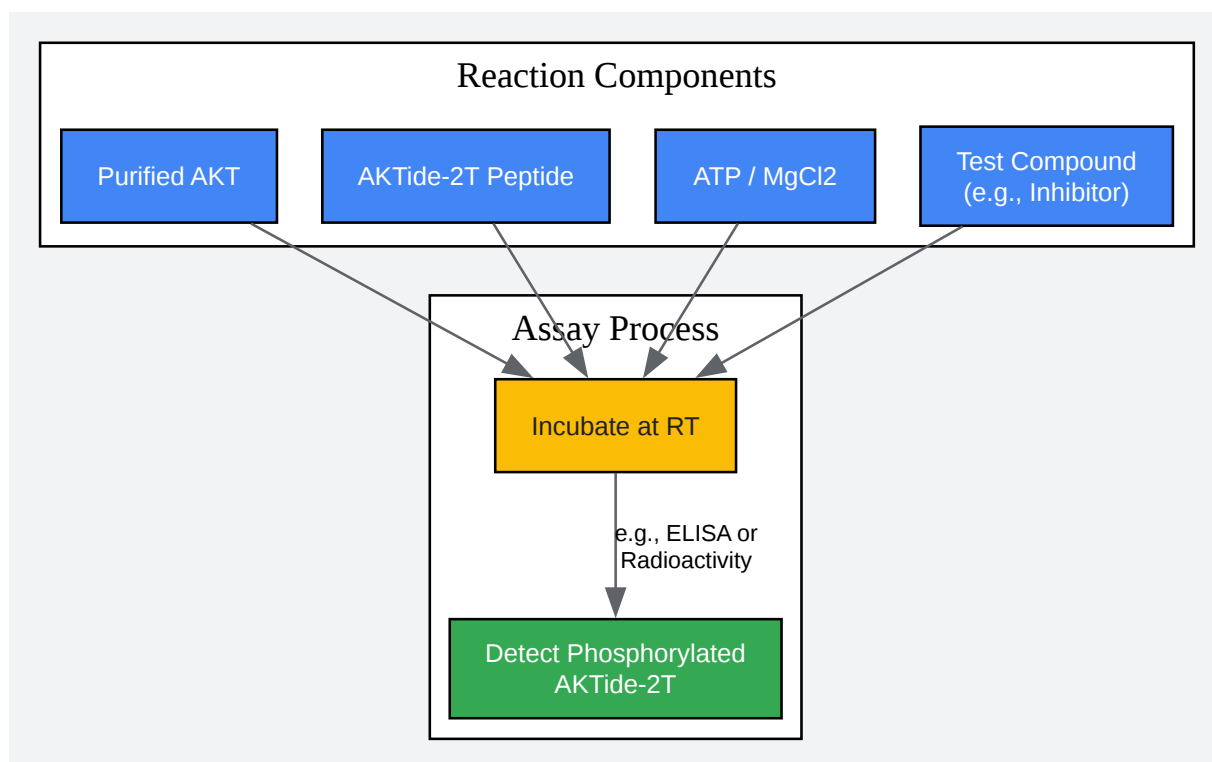 Reaction Components
Purified AKT
AKTide-2T Peptide
ATP / MgCl2
Test Compound
(e.g., Inhibitor)
Assay Process
Incubate at RT
e.g., ELISA or
Radioactivity
Detect Phosphorylated
AKTide-2T